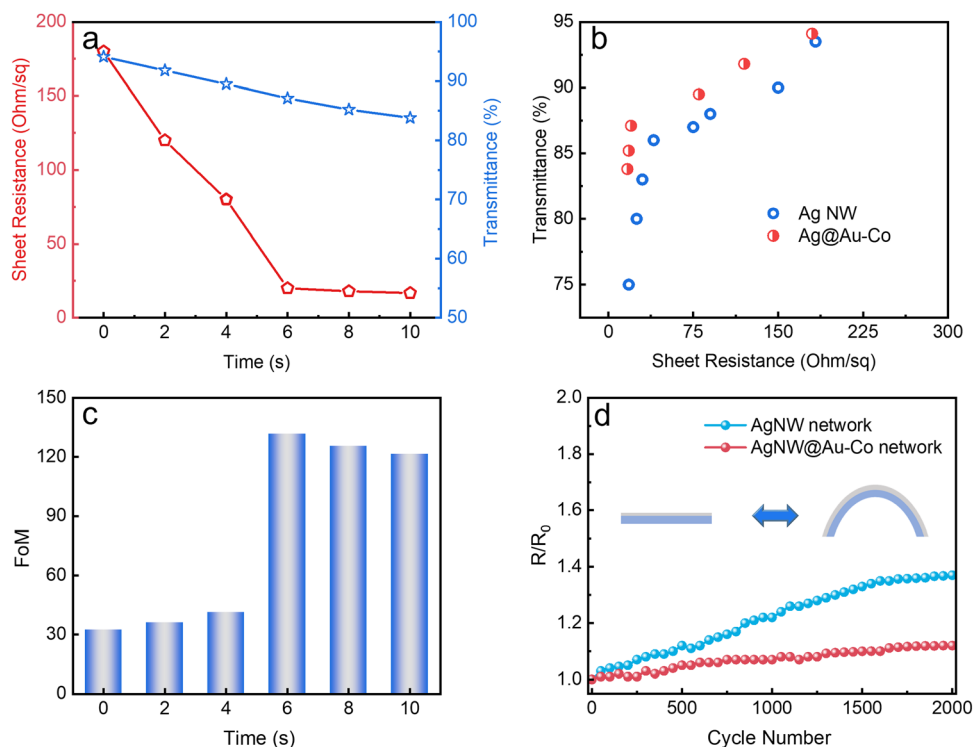 a
Sheet Resistance (Ohm/sq)
200
150
100
50
0
Transmittance (%)
100
90
80
70
60
50
0 2 4 6 8 10
Time (s)
b
Transmittance (%)
95
90
85
80
75
Ag NW
Ag@Au-Co
0 75 150 225 300
Sheet Resistance (Ohm/sq)
c
FoM
150
120
90
60
30
0
0 2 4 6 8 10
Time (s)
d
R/R0
2.0
1.8
1.6
1.4
1.2
1.0
AgNW network
AgNW@Au-Co network
0 500 1000 1500 2000
Cycle Number